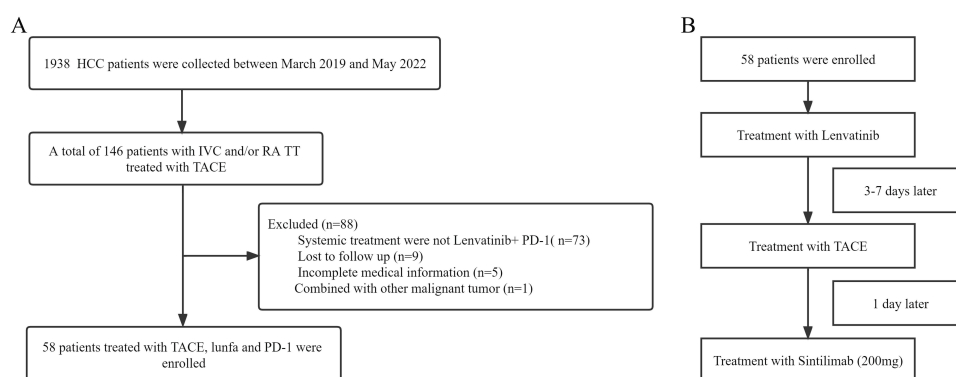 A
1938 HCC patients were collected between March 2019 and May 2022
A total of 146 patients with IVC and/or RA TT
treated with TACE
Excluded (n=88)
Systemic treatment were not Lenvatinib+ PD-1( n=73)
Lost to follow up (n=9)
Incomplete medical information (n=5)
Combined with other malignant tumor (n=1)
58 patients treated with TACE, lunfa and PD-1 were
enrolled
B
58 patients were enrolled
Treatment with Lenvatinib
3-7 days later
Treatment with TACE
1 day later
Treatment with Sintilimab (200mg)